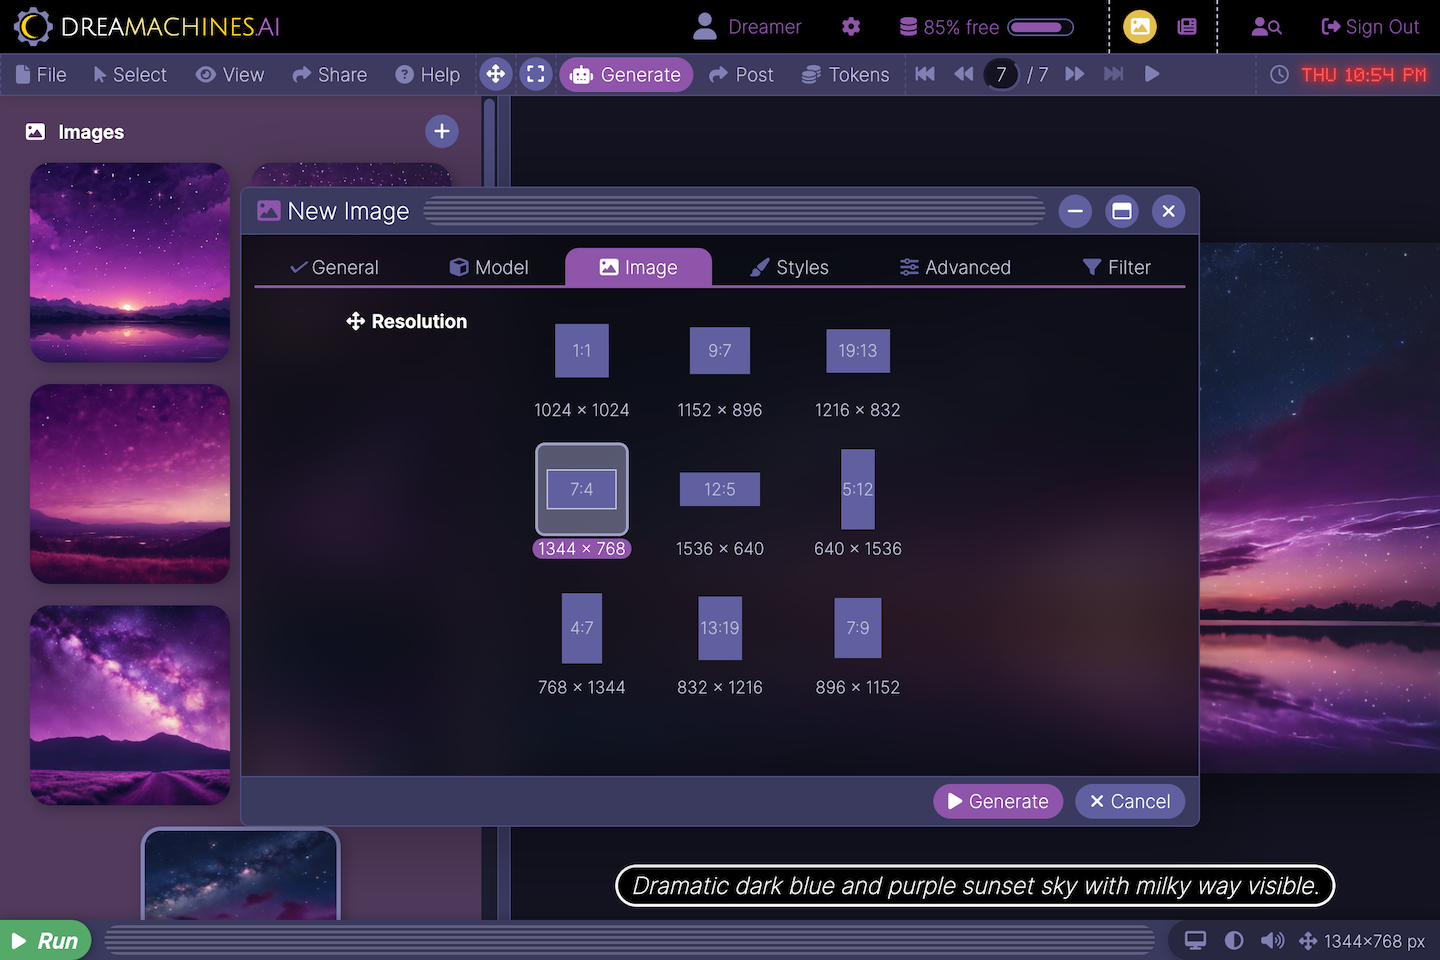 DREAMACHINES.AI
Dreamer
85% free
Sign Out
File
Select
View
Share
Help
Generate
Post
Tokens
7 / 7
THU 10:54 PM
Images
New Image
General
Model
Image
Styles
Advanced
Filter
Resolution
1:1
9:7
19:13
1024 × 1024
1152 × 896
1216 × 832
7:4
12:5
5:12
1344 × 768
1536 × 640
640 × 1536
4:7
13:19
7:9
768 × 1344
832 × 1216
896 × 1152
Generate
Cancel
Dramatic dark blue and purple sunset sky with milky way visible.
Run
1344×768 px